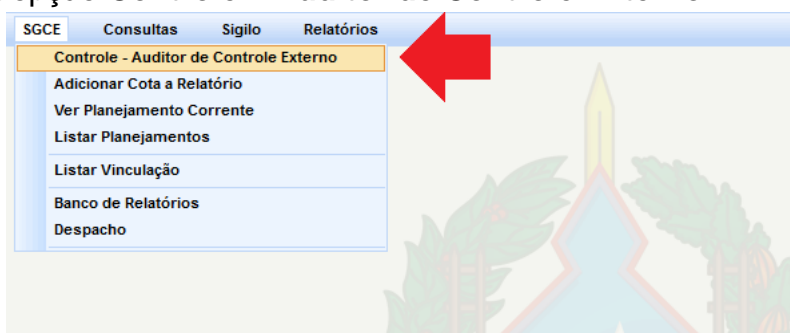 SGCE Consultas Sigilo Relatórios
Controle - Auditor de Controle Externo
Adicionar Cota a Relatório
Ver Planejamento Corrente
Listar Planejamentos
Listar Vinculação
Banco de Relatórios
Despacho